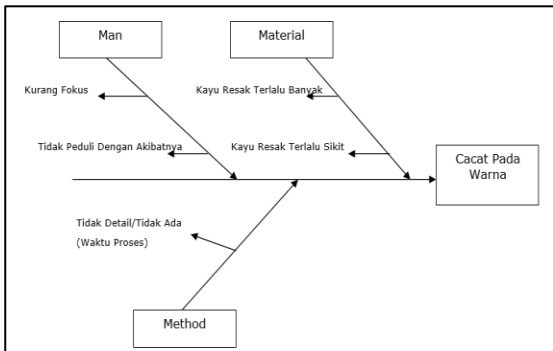 Man
Material
Kurang Fokus
Kayu Resak Terlalu Banyak
Tidak Peduli Dengan Akibatnya
Kayu Resak Terlalu Sikit
Cacat Pada
Warna
Tidak Detail/Tidak Ada
(Waktu Proses)
Method